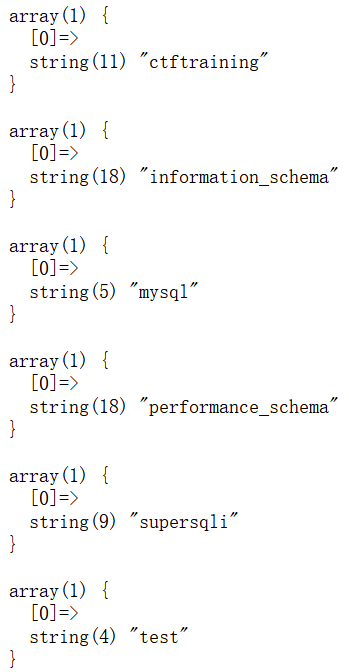 array(1) {
  [0]=>
  string(11) "ctftraining"
}
array(1) {
  [0]=>
  string(18) "information_schema"
}
array(1) {
  [0]=>
  string(5) "mysql"
}
array(1) {
  [0]=>
  string(18) "performance_schema"
}
array(1) {
  [0]=>
  string(9) "supersqli"
}
array(1) {
  [0]=>
  string(4) "test"
}